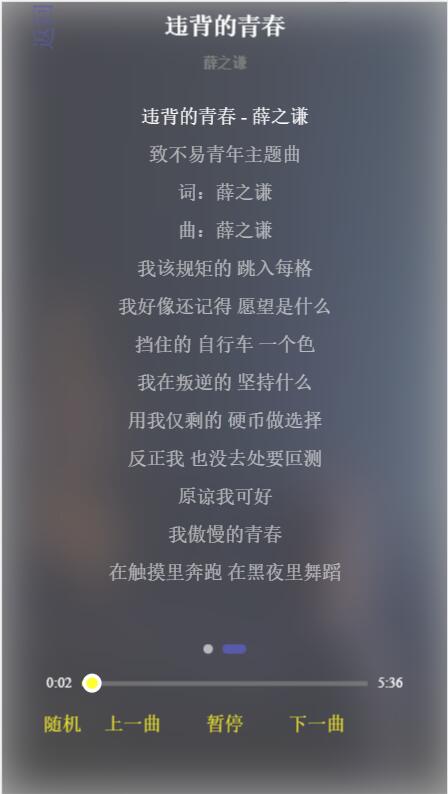 返回
违背的青春
薛之谦
违背的青春 - 薛之谦
致不易青年主题曲
词：薛之谦
曲：薛之谦
我该规矩的 跳入每格
我好像还记得 愿望是什么
挡住的 自行车 一个色
我在叛逆的 坚持什么
用我仅剩的 硬币做选择
反正我 也没去处要叵测
原谅我可好
我傲慢的青春
在触摸里奔跑 在黑夜里舞蹈
0:02 5:36
随机 上一曲 暂停 下一曲